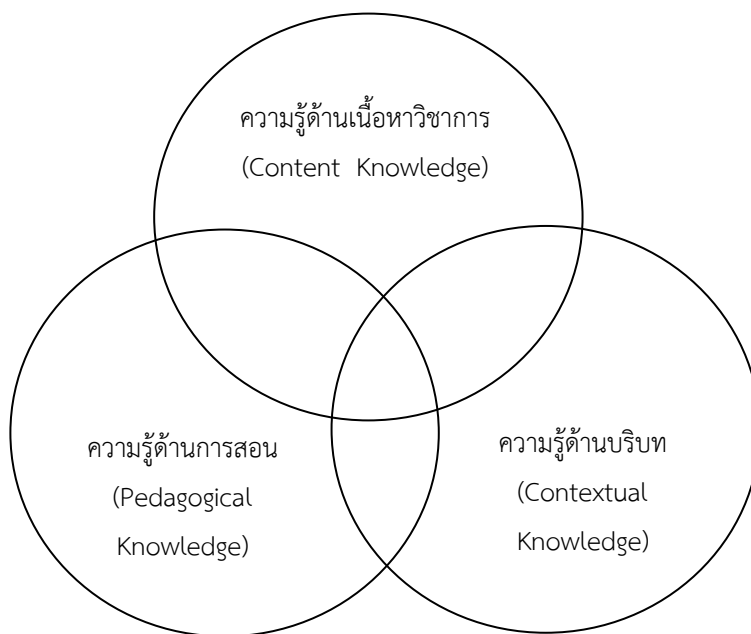 ความรู้ด้านเนื้อหาวิชาการ
(Content Knowledge)
ความรู้ด้านการสอน
(Pedagogical
Knowledge)
ความรู้ด้านบริบท
(Contextual
Knowledge)